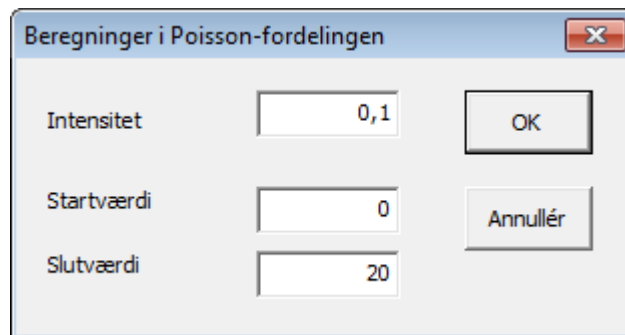 Beregninger i Poisson-fordelingen
Intensitet 0,1 OK
Startværdi 0 Annullér
Slutværdi 20